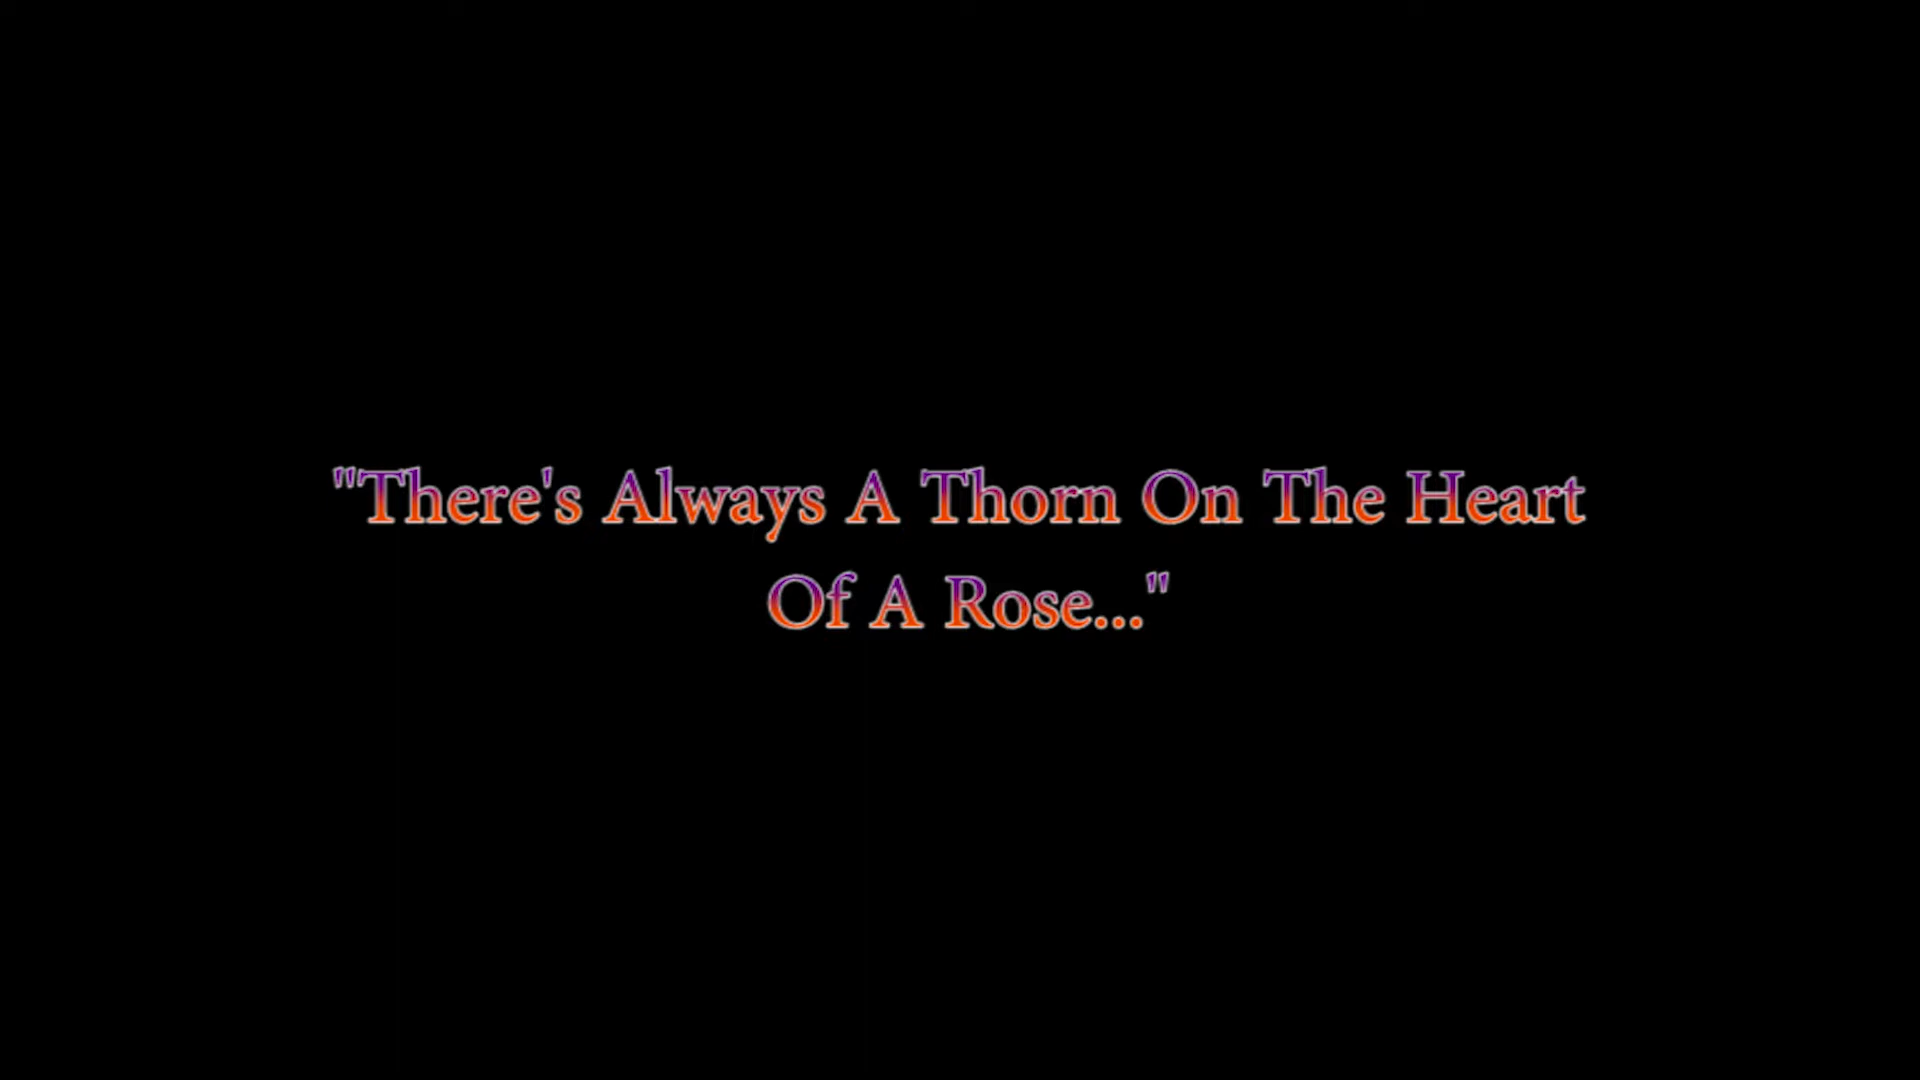 "There's Always A Thorn On The Heart
Of A Rose..."